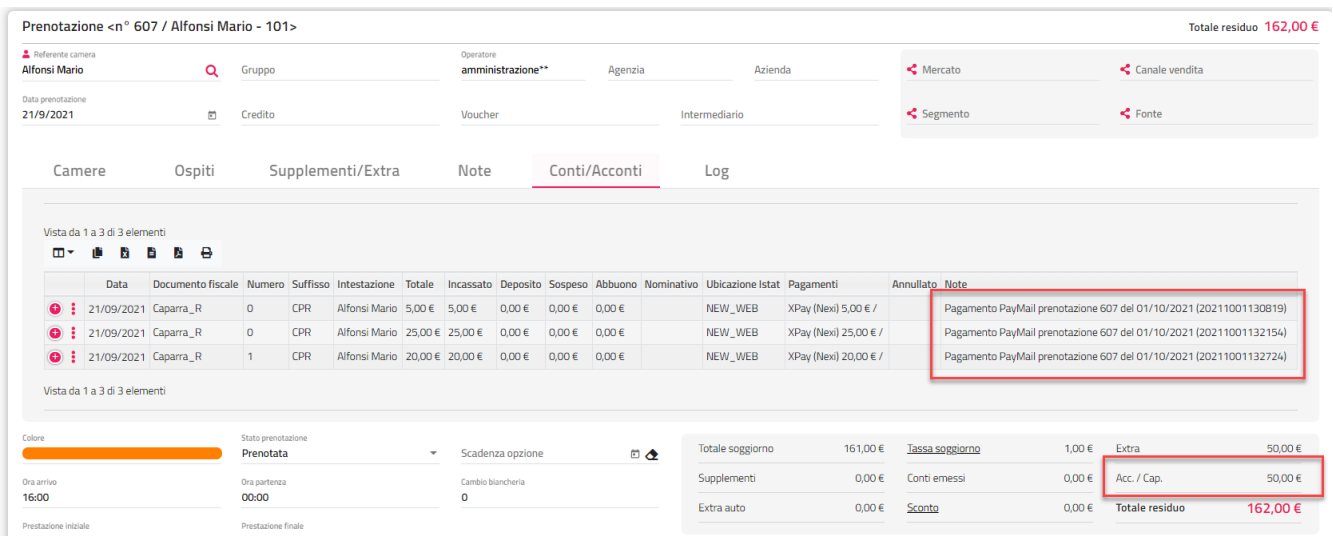 Prenotazione <n° 607 / Alfonsi Mario - 101> Totale residuo 162,00 €
Referente camera Operatore
Alfonsi Mario Gruppo amministrazione** Agenzia Azienda Mercato Canale vendita
Data prenotazione
21/9/2021 Credito Voucher Intermediario Segmento Fonte
Camere Ospiti Supplementi/Extra Note Conti/Acconti Log
Vista da 1 a 3 di 3 elementi
Data Documento fiscale Numero Suffisso Intestazione Totale Incassato Deposito Sospeso Abbuono Nominativo Ubicazione Istat Pagamenti Annullato Note
21/09/2021 Caparra_R 0 CPR Alfonsi Mario 5,00 € 5,00 € 0,00 € 0,00 € 0,00 € NEW_WEB XPay (Nexi) 5,00 € / Pagamento PayMail prenotazione 607 del 01/10/2021 (20211001130819)
21/09/2021 Caparra_R 0 CPR Alfonsi Mario 25,00 € 25,00 € 0,00 € 0,00 € 0,00 € NEW_WEB XPay (Nexi) 25,00 € / Pagamento PayMail prenotazione 607 del 01/10/2021 (20211001132154)
21/09/2021 Caparra_R 1 CPR Alfonsi Mario 20,00 € 20,00 € 0,00 € 0,00 € 0,00 € NEW_WEB XPay (Nexi) 20,00 € / Pagamento PayMail prenotazione 607 del 01/10/2021 (20211001132724)
Vista da 1 a 3 di 3 elementi
Colore Stato prenotazione
Prenotata Scadenza opzione
Totale soggiorno 161,00 € Tassa soggiorno 1,00 € Extra 50,00 €
Ora arrivo Ora partenza Cambio biancheria
16:00 00:00 0
Supplementi 0,00 € Conti emessi 0,00 € Acc. / Cap. 50,00 €
Extra auto 0,00 € Sconto 0,00 € Totale residuo 162,00 €
Prestazione iniziale Prestazione finale